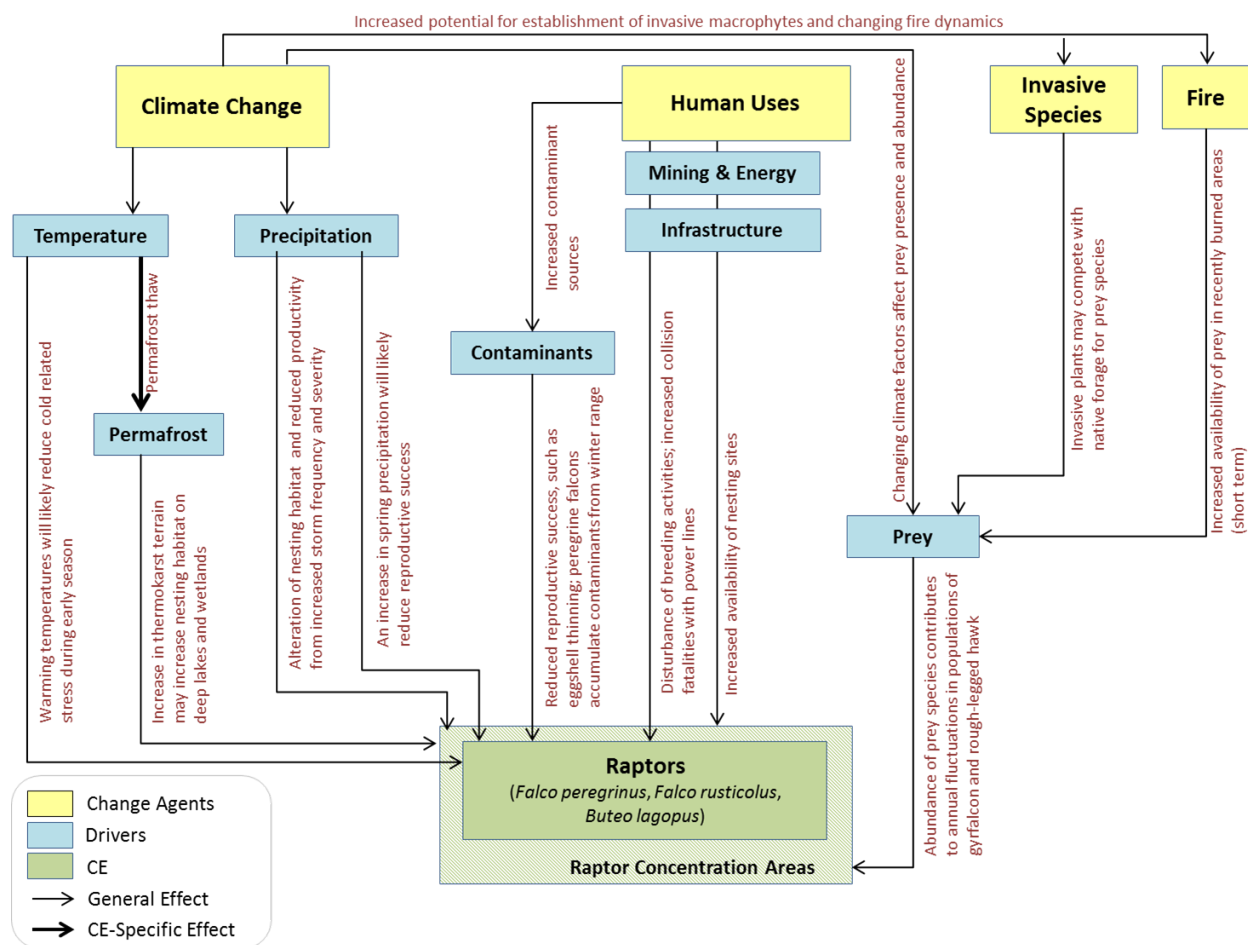 Increased potential for establishment of invasive macrophytes and changing fire dynamics
Climate Change
Human Uses
Invasive
Species
Fire
Mining & Energy
Infrastructure
Temperature
Precipitation
Contaminants
Permafrost
Prey
Permafrost thaw
Increased contaminant
sources
Changing climate factors affect prey presence and abundance
Invasive plants may compete with
native forage for prey species
Increased availability of prey in recently burned areas
(short term)
Warming temperatures will likely reduce cold related
stress during early season
Increase in thermokarst terrain
may increase nesting habitat on
deep lakes and wetlands
Alteration of nesting habitat and reduced productivity
from increased storm frequency and severity
An increase in spring precipitation will likely
reduce reproductive success
Reduced reproductive success, such as
eggshell thinning; peregrine falcons
accumulate contaminants from winter range
Disturbance of breeding activities; increased collision
fatalities with power lines
Increased availability of nesting sites
Abundance of prey species contributes
to annual fluctuations in populations of
gyrfalcon and rough-legged hawk
Raptors
(Falco peregrinus, Falco rusticolus,
Buteo lagopus)
Raptor Concentration Areas
Change Agents
Drivers
CE
General Effect
CE-Specific Effect